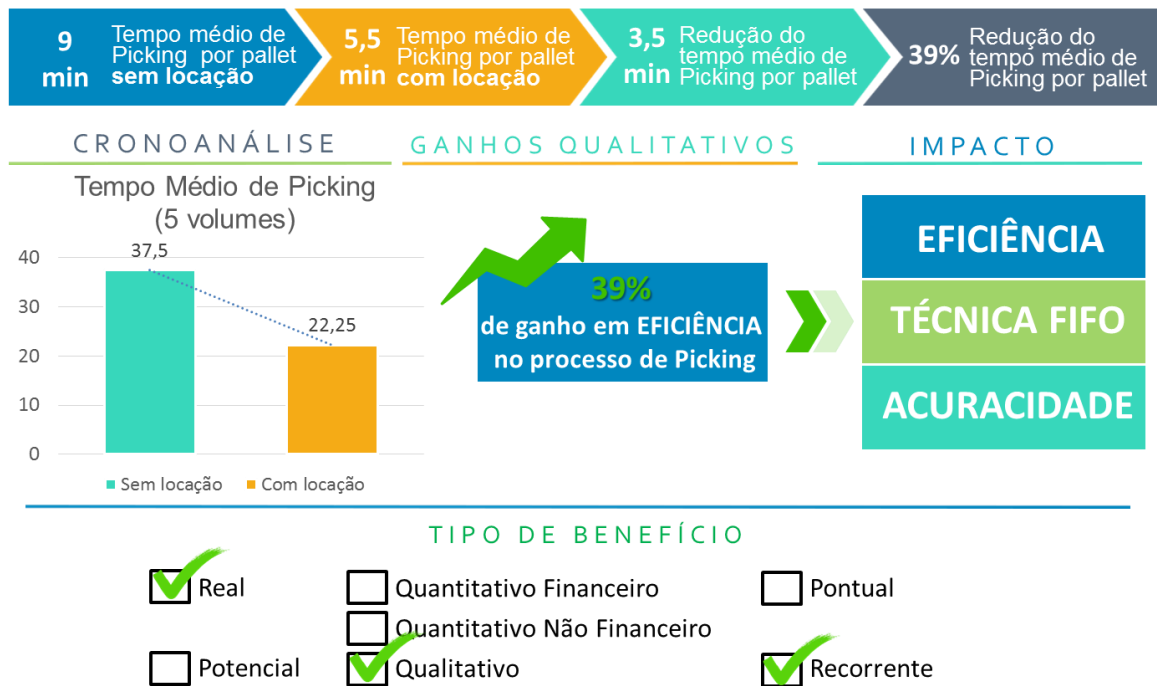 9
min
Tempo médio de
Picking por pallet
sem locação
5,5
min
Tempo médio de
Picking por pallet
com locação
3,5
min
Redução do
tempo médio de
Picking por pallet
39%
Redução do
tempo médio de
Picking por pallet
CRONOANÁLISE
GANHOS QUALITATIVOS
IMPACTO
Tempo Médio de Picking
(5 volumes)
40
30
20
10
0
37,5
22,25
Sem locação
Com locação
39%
de ganho em EFICIÊNCIA
no processo de Picking
EFICIÊNCIA
TÉCNICA FIFO
ACURACIDADE
TIPO DE BENEFÍCIO
Real
Quantitativo Financeiro
Pontual
Quantitativo Não Financeiro
Potencial
Qualitativo
Recorrente